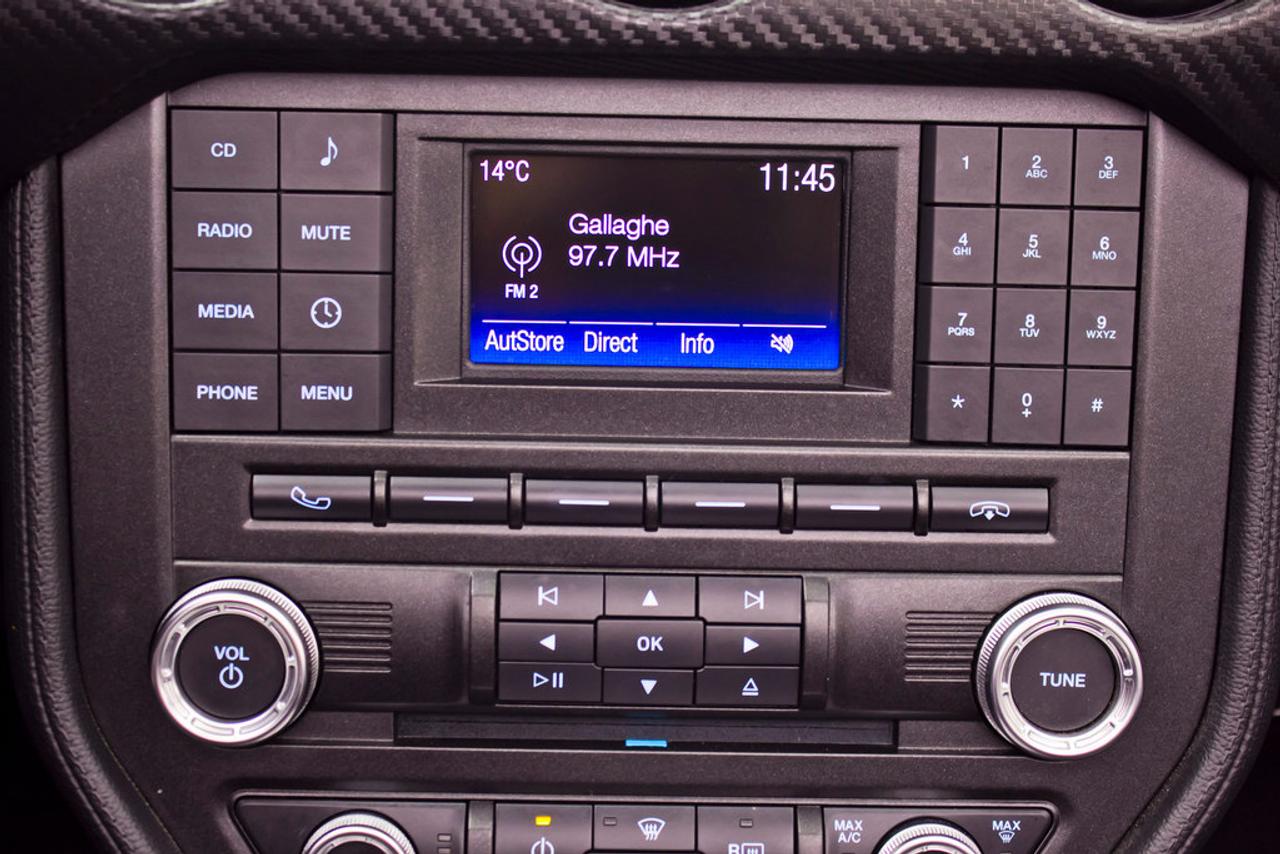 CD
RADIO
MUTE
MEDIA
PHONE
MENU
14°C
11:45
Gallaghe
97.7 MHz
FM 2
AutStore Direct Info
1
2
ABC
3
DEF
4
GHI
5
JKL
6
MNO
7
PQRS
8
TUV
9
WXYZ
*
0
+
#
VOL
OK
TUNE
MAX
A/C
MAX
R